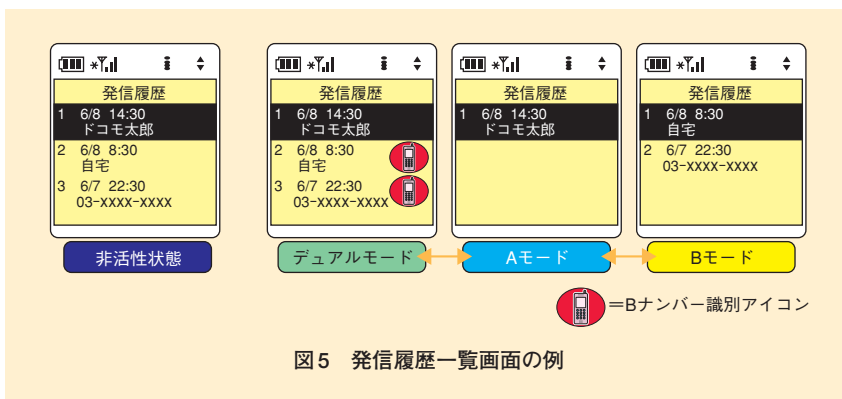 発信履歴
1 6/8 14:30
ドコモ太郎
2 6/8 8:30
自宅
3 6/7 22:30
03-xxxx-xxxx
非活性状態
発信履歴
1 6/8 14:30
ドコモ太郎
2 6/8 8:30
自宅
3 6/7 22:30
03-xxxx-xxxx
デュアルモード
発信履歴
1 6/8 14:30
ドコモ太郎
Aモード
発信履歴
1 6/8 8:30
自宅
2 6/7 22:30
03-xxxx-xxxx
Bモード
=Bナンバー識別アイコン
図5 発信履歴一覧画面の例